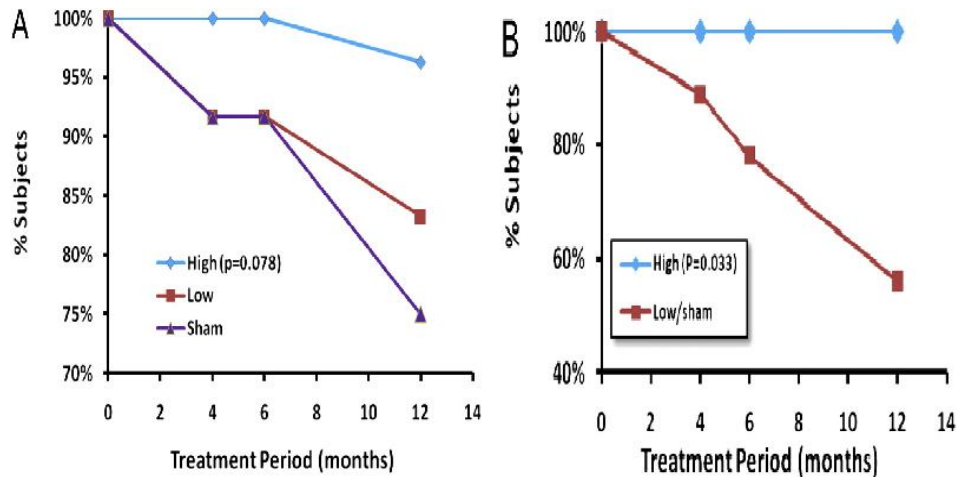 A
% Subjects
100%
95%
90%
85%
80%
75%
70%
High (p=0.078)
Low
Sham
0 2 4 6 8 10 12 14
Treatment Period (months)
B
% Subjects
100%
80%
60%
40%
High (P=0.033)
Low/sham
0 2 4 6 8 10 12 14
Treatment Period (months)